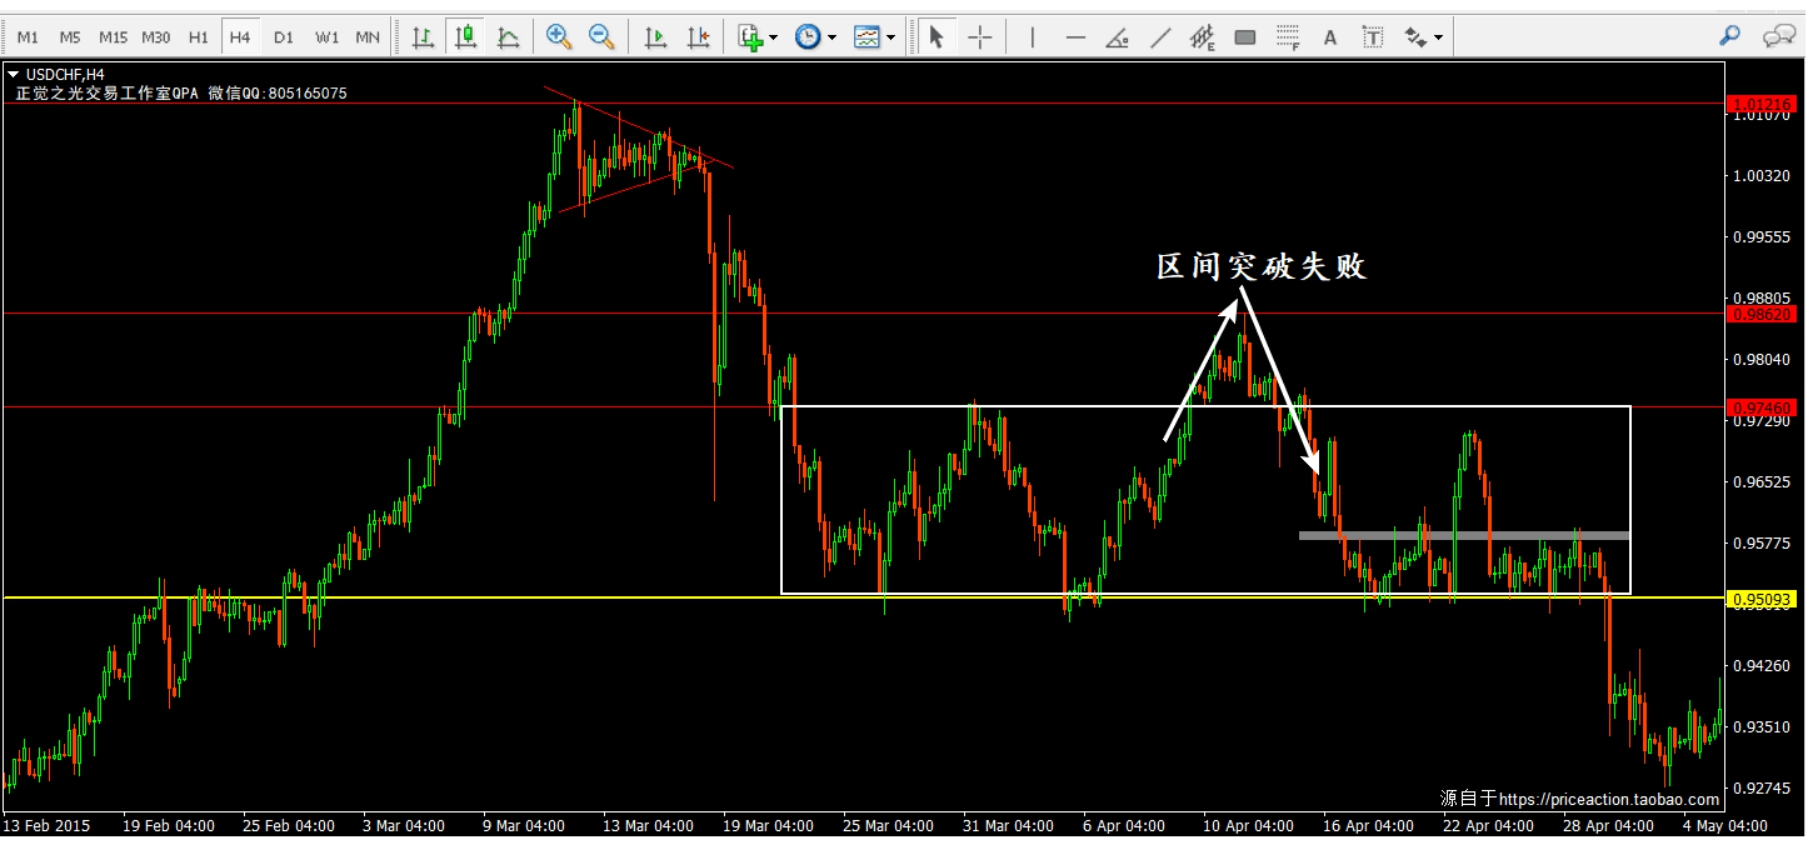 M1 M5 M15 M30 H1 H4 D1 W1 MN E F A T
USDCHF,H4
正觉之光交易工作室QPA 微信QQ:805165075
1.01216
1.01070
1.00320
0.99555
区间突破失败
0.98805
0.98620
0.98040
0.97460
0.97290
0.96525
0.95775
0.95093
0.94260
0.93510
0.92745
源自于https://priceaction.taobao.com
13 Feb 2015 19 Feb 04:00 25 Feb 04:00 3 Mar 04:00 9 Mar 04:00 13 Mar 04:00 19 Mar 04:00 25 Mar 04:00 31 Mar 04:00 6 Apr 04:00 10 Apr 04:00 16 Apr 04:00 22 Apr 04:00 28 Apr 04:00 4 May 04:00